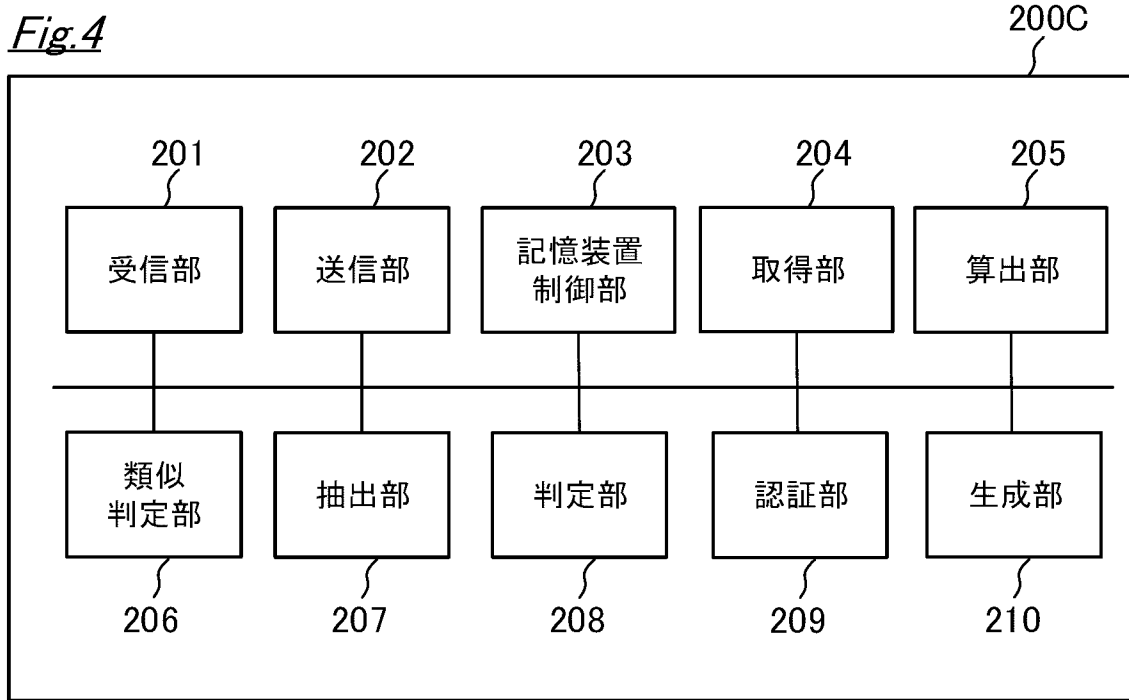 Fig.4
200C
201
202
203
204
205
受信部
送信部
記憶装置
制御部
取得部
算出部
類似
判定部
抽出部
判定部
認証部
生成部
206
207
208
209
210